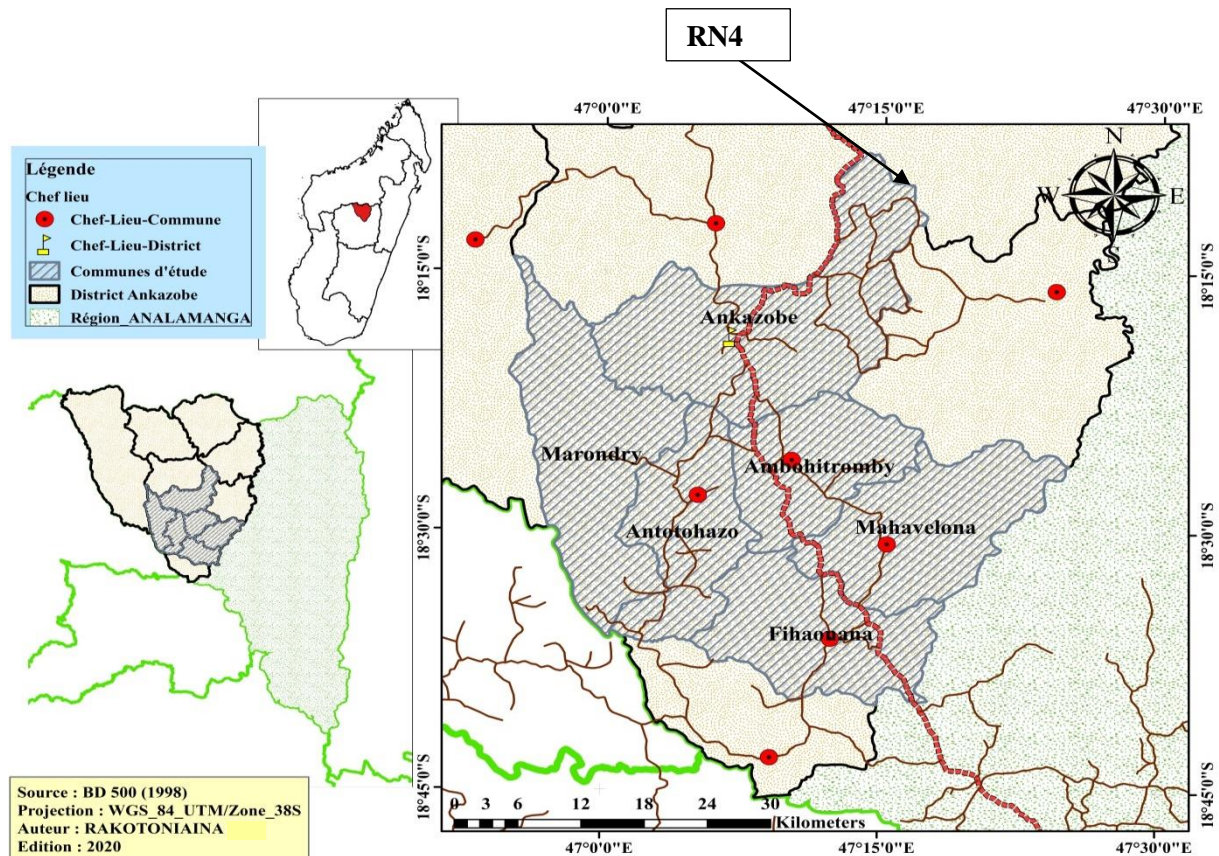 RN4
47°0'0"E
47°15'0"E
47°30'0"E
N
W
E
S
Légende
Chef lieu
Chef-Lieu-Commune
Chef-Lieu-District
Communes d'étude
District Ankazobe
Région_ANALAMANGA
18°15'0"S
18°15'0"S
Ankazobe
Marondry
Ambohitromby
Antotohazo
Mahavelona
18°30'0"S
18°30'0"S
Fihaouana
18°45'0"S
18°45'0"S
0 3 6 12 18 24 30
Kilometers
47°0'0"E
47°15'0"E
47°30'0"E
Source : BD 500 (1998)
Projection : WGS_84_UTM/Zone_38S
Auteur : RAKOTONIAINA
Edition : 2020